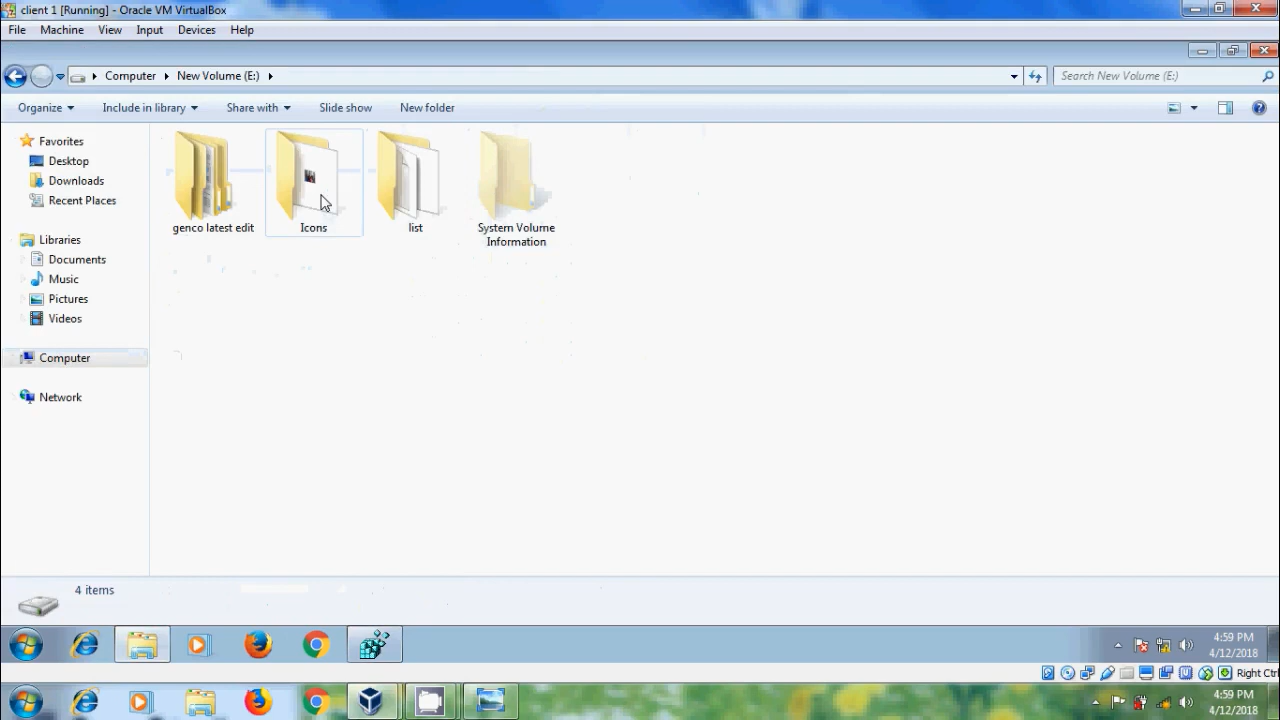 client 1 [Running] - Oracle VM VirtualBox
File Machine View Input Devices Help
Computer New Volume (E:)
Search New Volume (E:)
Organize Include in library Share with Slide show New folder
Favorites
Desktop
Downloads
Recent Places
Libraries
Documents
Music
Pictures
Videos
Computer
Network
genco latest edit
Icons
list
System Volume
Information
4 items
4:59 PM
4/12/2018
Right Ctrl
4:59 PM
4/12/2018